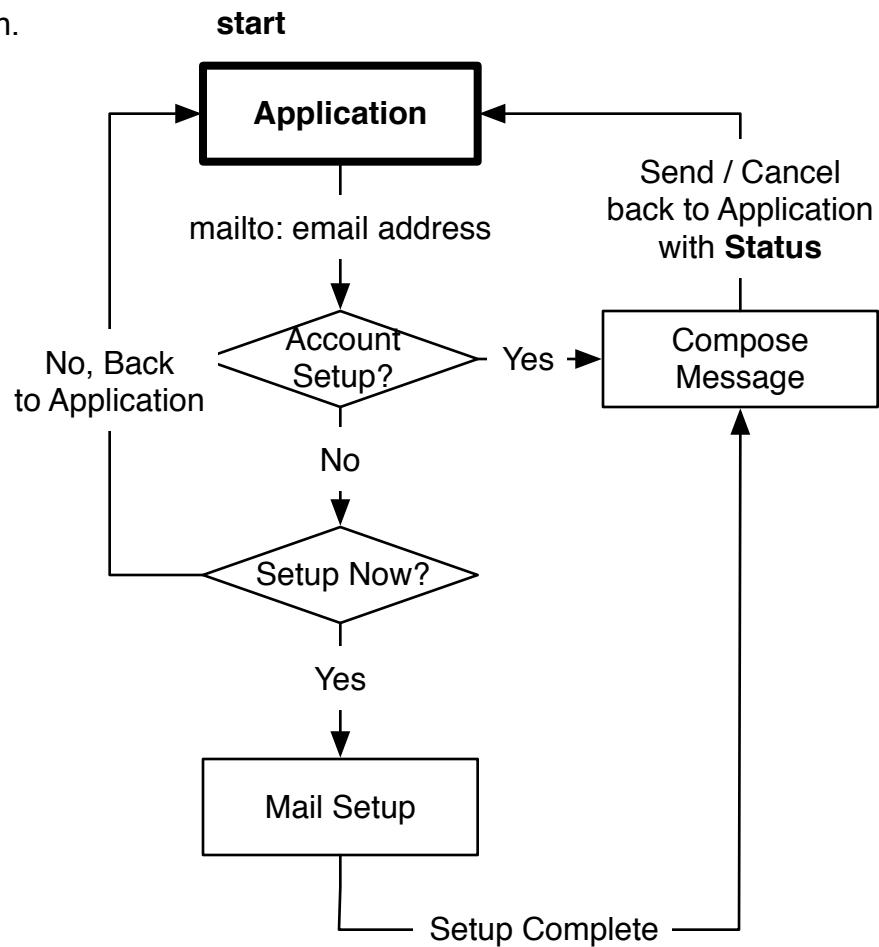 n.
start
Application
mailto: email address
Send / Cancel
back to Application
with Status
Account
Setup?
Yes
Compose
Message
No, Back
to Application
No
Setup Now?
Yes
Mail Setup
Setup Complete